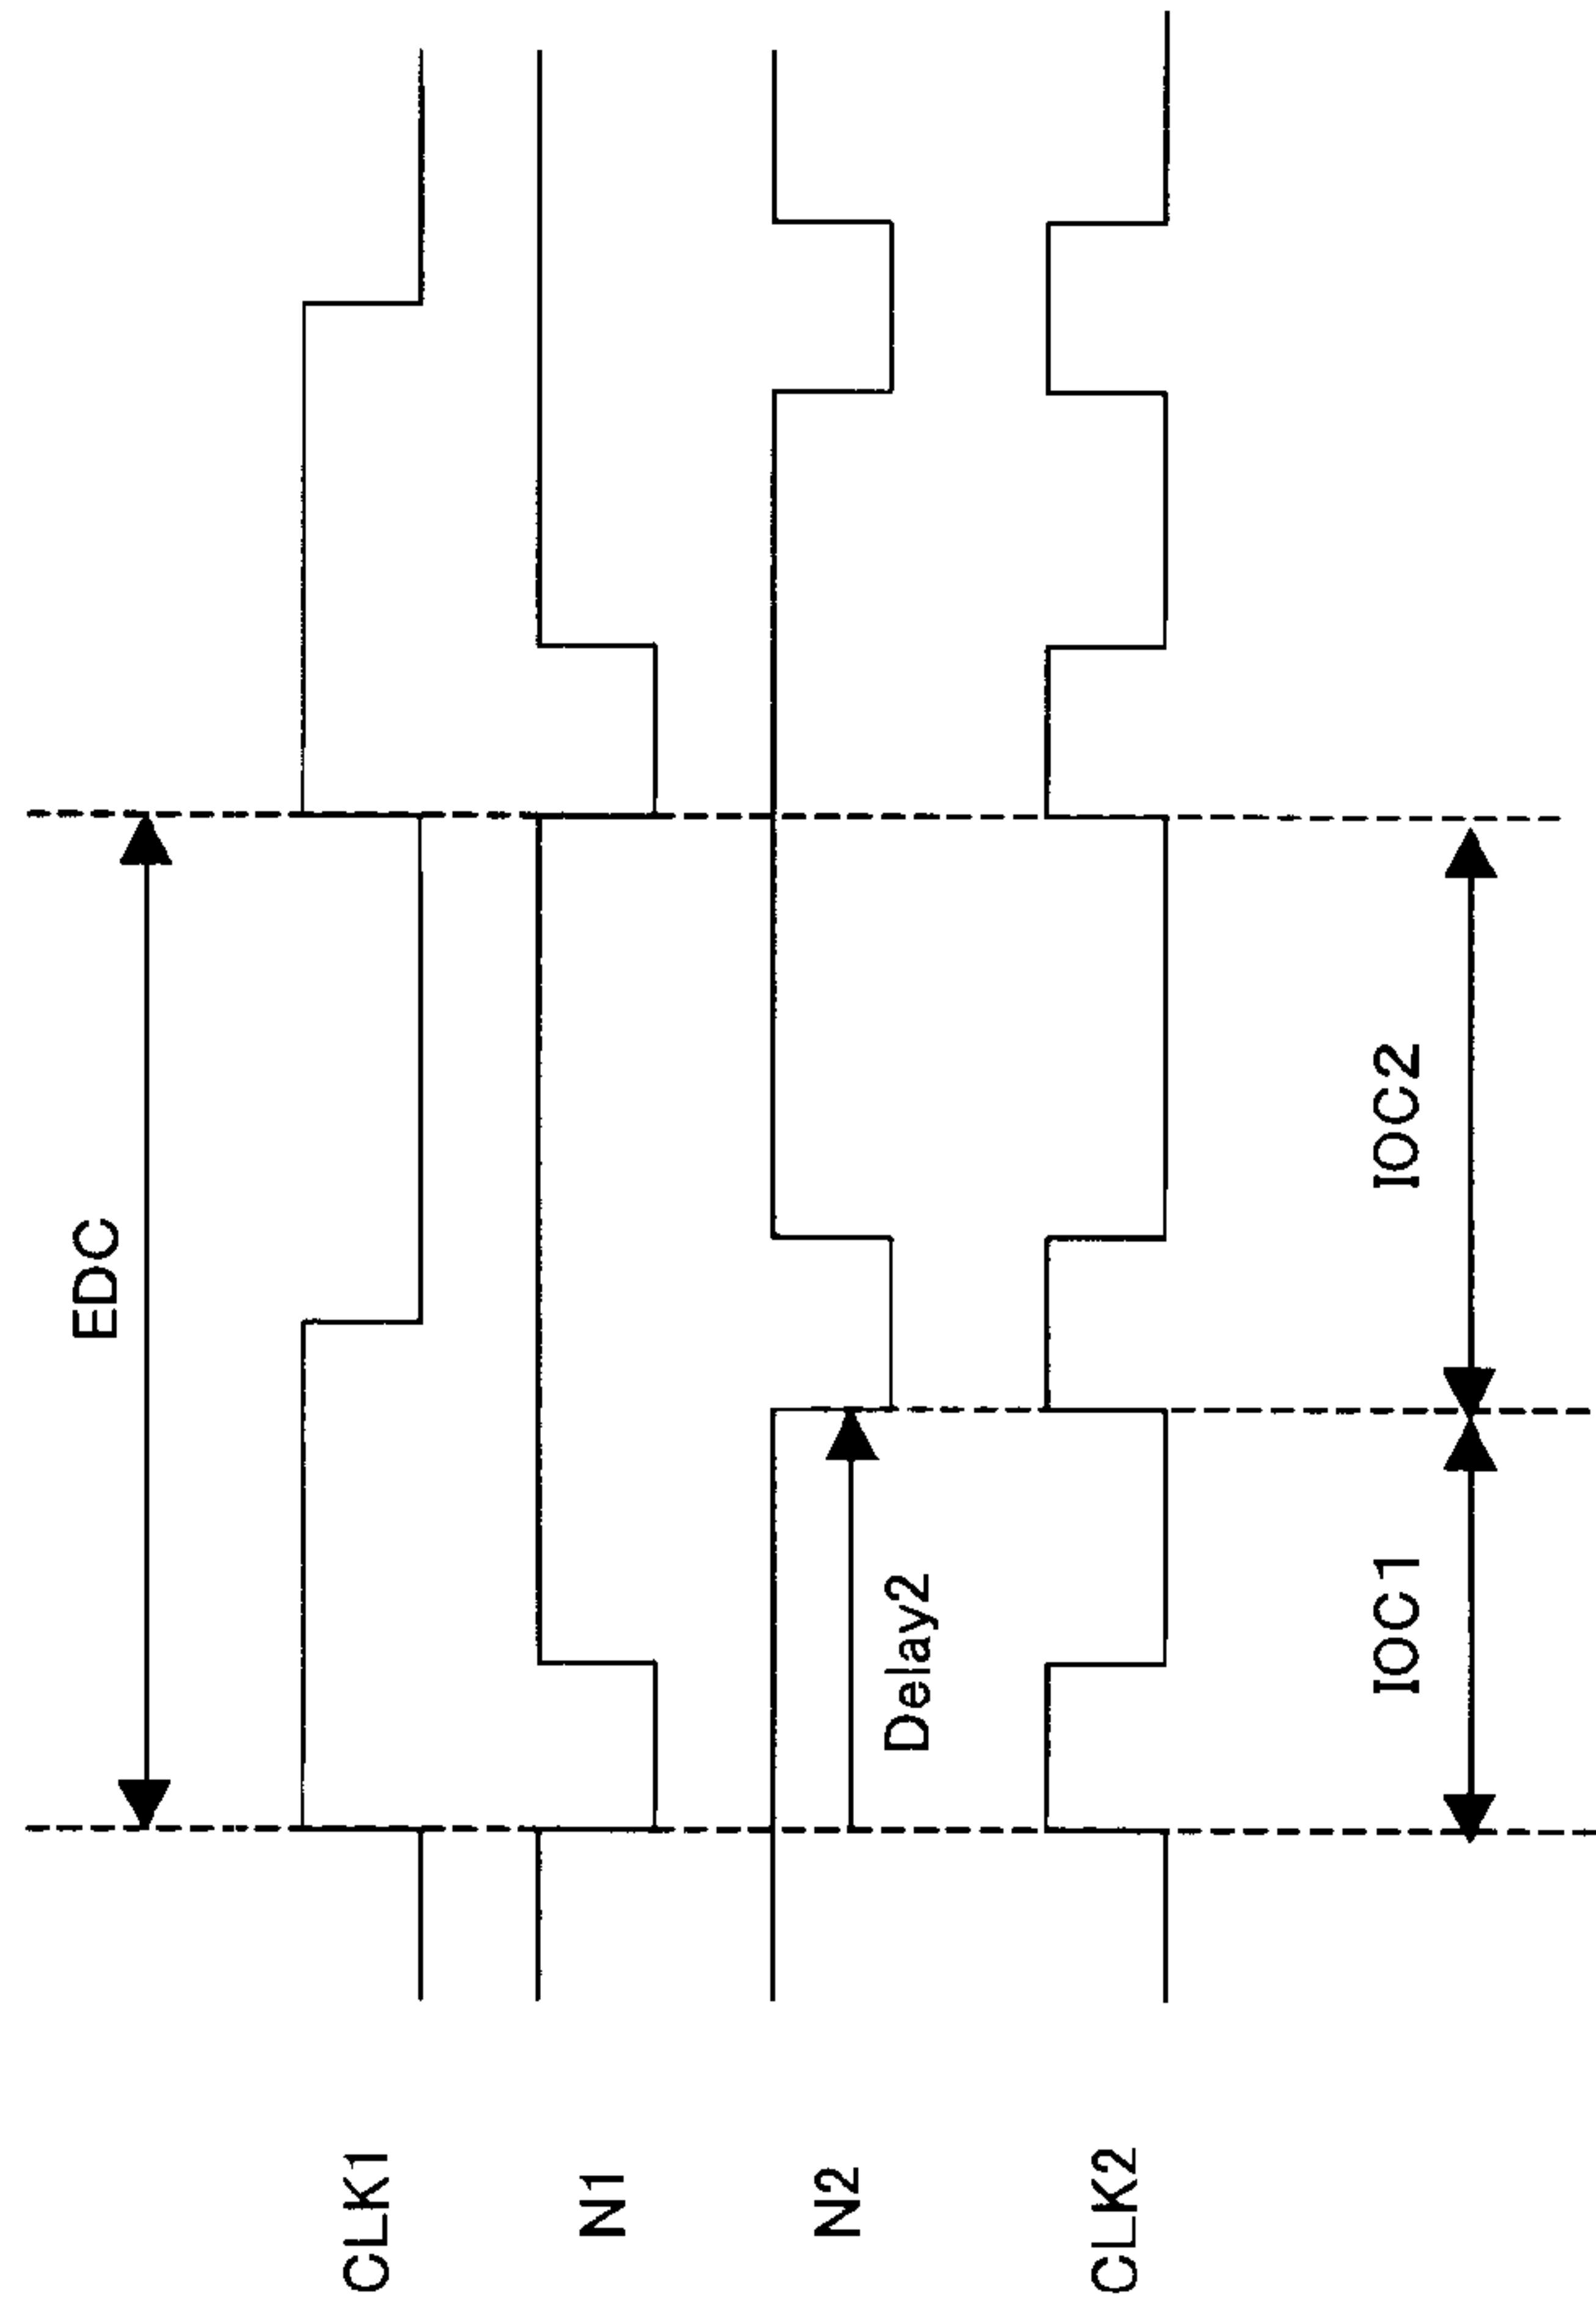 EDC
CLK1
N1
N2
Delay2
CLK2
IOC1
IOC2